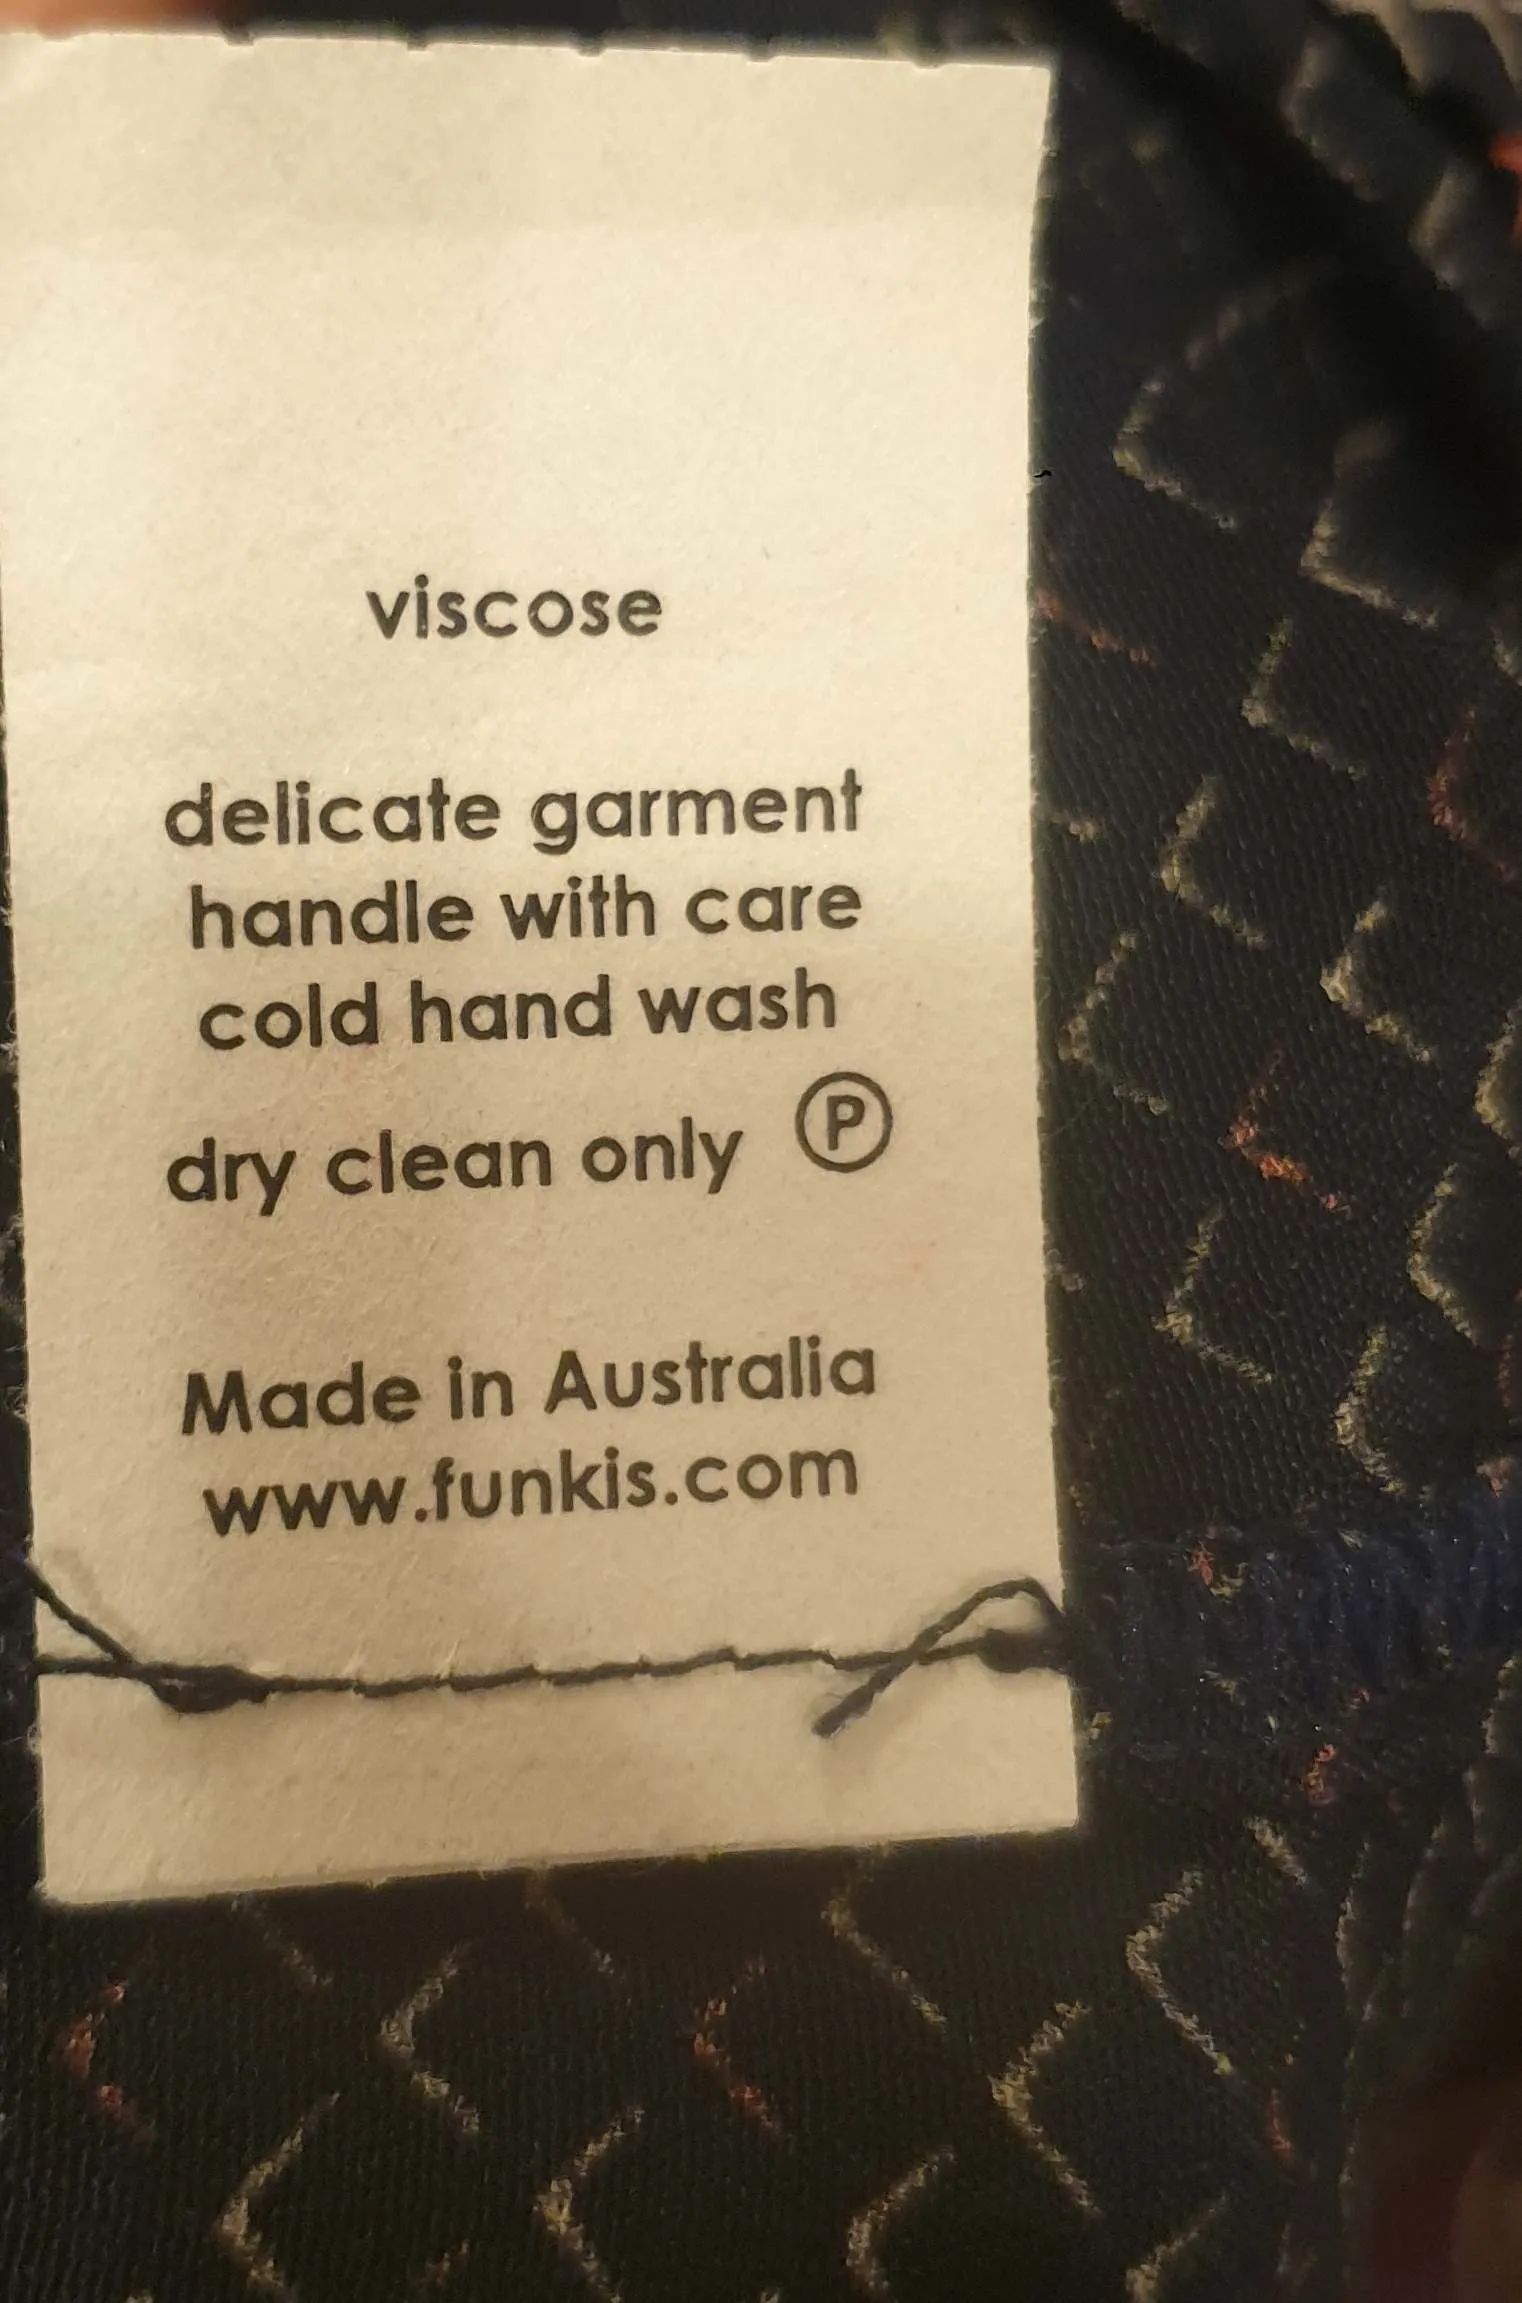 viscose
delicate garment
handle with care
cold hand wash
dry clean only Ⓟ
Made in Australia
www.funkis.com